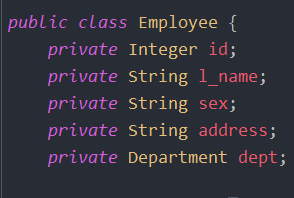 public class Employee {
    private Integer id;
    private String l_name;
    private String sex;
    private String address;
    private Department dept;